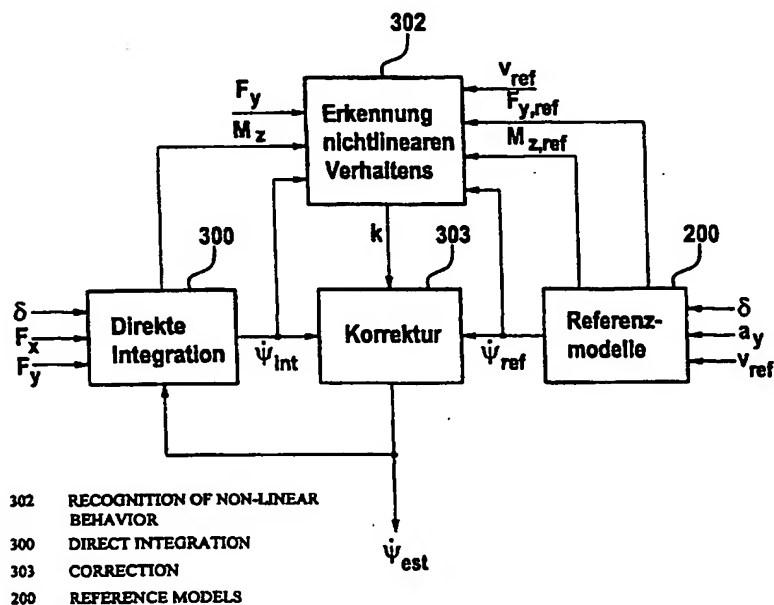 302
F_y
M_z
Erkennung
nichtlinearen
Verhaltens
v_ref
F_y,ref
M_z,ref
k
300
303
200
δ
F_x
F_y
Direkte
Integration
ψ̇_int
Korrektur
ψ̇_ref
Referenz-
modelle
δ
a_y
v_ref
ψ̇_est
302 RECOGNITION OF NON-LINEAR
BEHAVIOR
300 DIRECT INTEGRATION
303 CORRECTION
200 REFERENCE MODELS